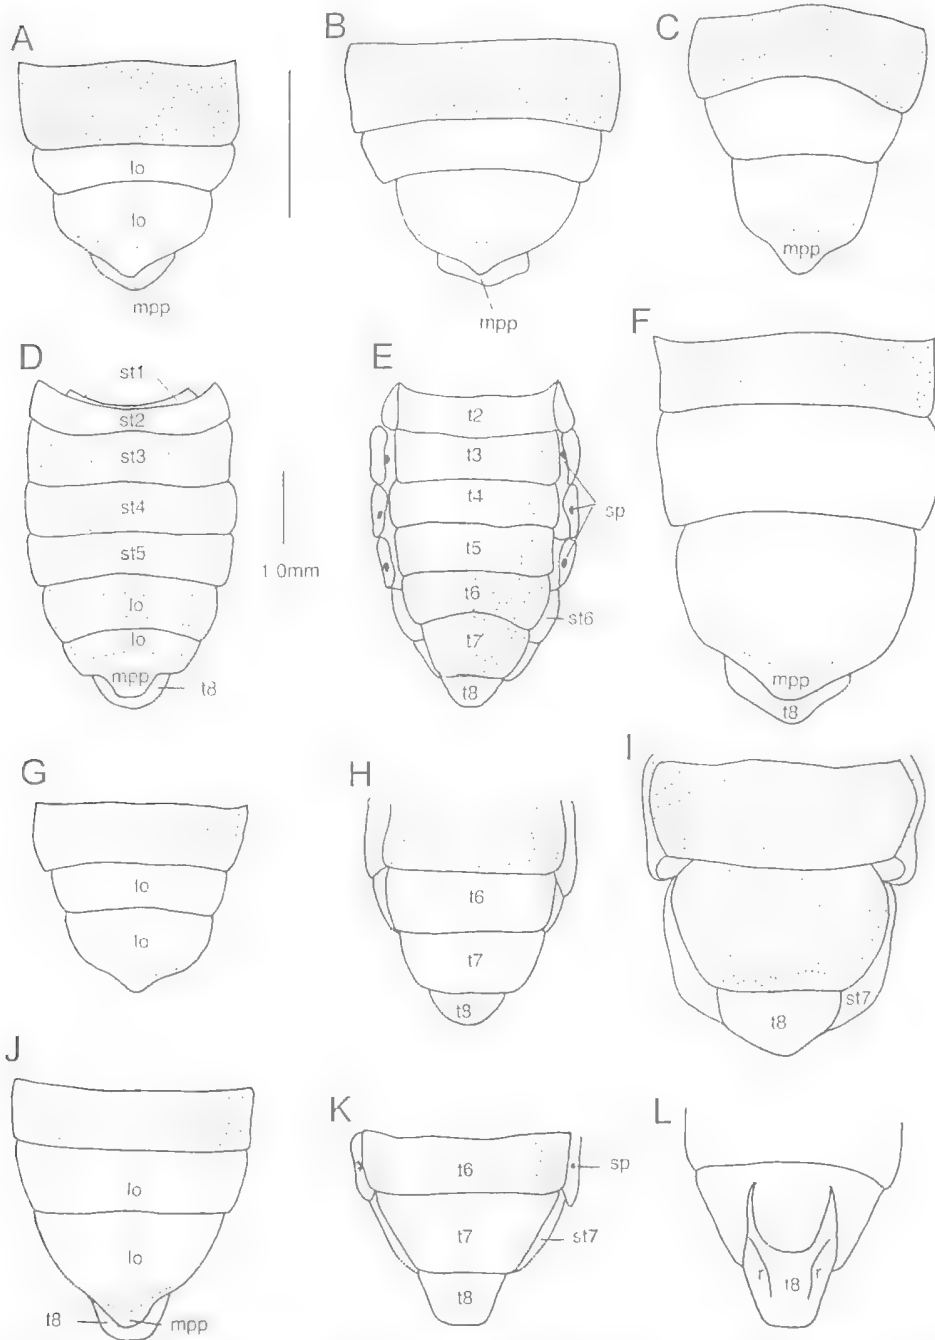 A
lo
lo
mpp
B
mpp
C
mpp
D
st1
st2
st3
st4
st5
lo
lo
mpp
t8
1 0mm
E
t2
t3
t4
t5
t6
t7
t8
sp
st6
F
mpp
t8
G
lo
lo
H
t6
t7
t8
I
t8
st7
J
lo
lo
t8
mpp
K
t6
t7
t8
sp
st7
L
r
t8
r